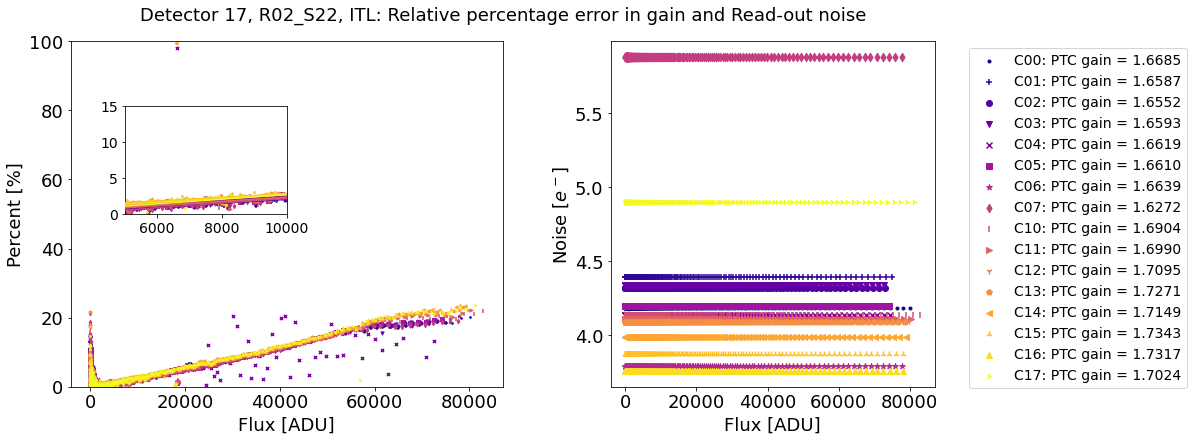 Detector 17, R02_S22, ITL: Relative percentage error in gain and Read-out noise
Percent [%]
100
80
60
40
20
0
15
10
5
0
6000 8000 10000
0 20000 40000 60000 80000
Flux [ADU]
Noise [e⁻]
5.5
5.0
4.5
4.0
0 20000 40000 60000 80000
Flux [ADU]
C00: PTC gain = 1.6685
C01: PTC gain = 1.6587
C02: PTC gain = 1.6552
C03: PTC gain = 1.6593
C04: PTC gain = 1.6619
C05: PTC gain = 1.6610
C06: PTC gain = 1.6639
C07: PTC gain = 1.6272
C10: PTC gain = 1.6904
C11: PTC gain = 1.6990
C12: PTC gain = 1.7095
C13: PTC gain = 1.7271
C14: PTC gain = 1.7149
C15: PTC gain = 1.7343
C16: PTC gain = 1.7317
C17: PTC gain = 1.7024